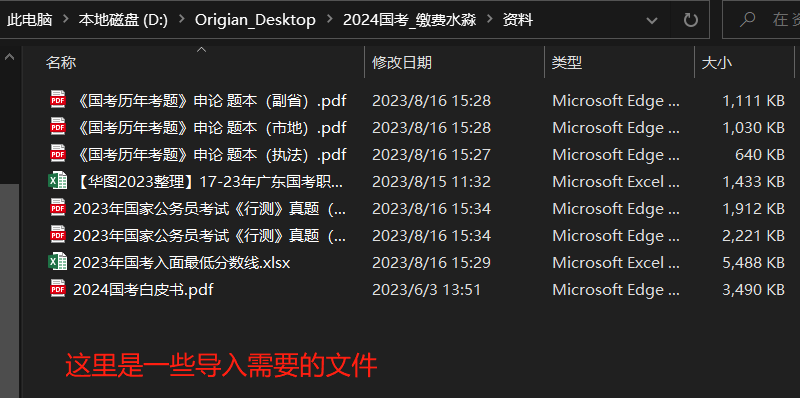 此电脑 › 本地磁盘 (D:) › Origian_Desktop › 2024国考_缴费水淼 › 资料
在 资
名称 修改日期 类型 大小
《国考历年考题》申论 题本（副省）.pdf 2023/8/16 15:28 Microsoft Edge ... 1,111 KB
《国考历年考题》申论 题本（市地）.pdf 2023/8/16 15:28 Microsoft Edge ... 1,030 KB
《国考历年考题》申论 题本（执法）.pdf 2023/8/16 15:27 Microsoft Edge ... 640 KB
【华图2023整理】17-23年广东国考职... 2023/8/15 11:32 Microsoft Excel ... 1,433 KB
2023年国家公务员考试《行测》真题（... 2023/8/16 15:34 Microsoft Edge ... 1,912 KB
2023年国家公务员考试《行测》真题（... 2023/8/16 15:34 Microsoft Edge ... 2,221 KB
2023年国考入面最低分数线.xlsx 2023/8/16 15:29 Microsoft Excel ... 5,488 KB
2024国考白皮书.pdf 2023/6/3 13:51 Microsoft Edge ... 3,490 KB
这里是一些导入需要的文件